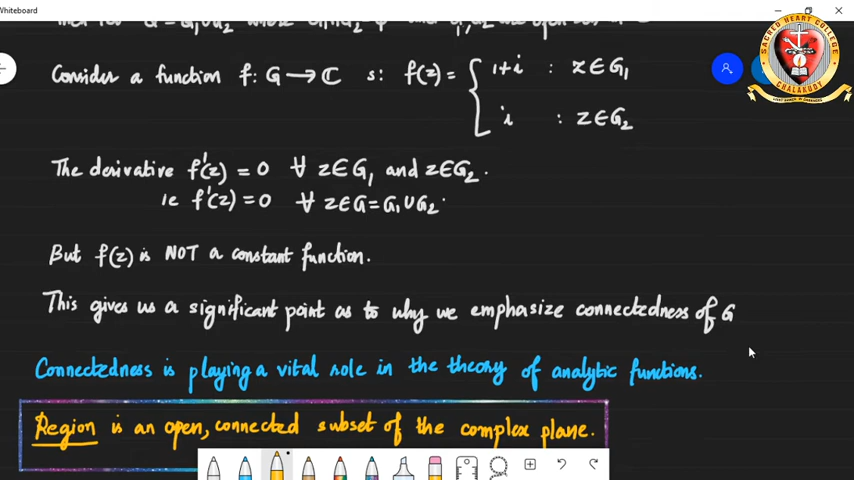 Whiteboard
SACRED HEART COLLEGE
CHALAKUDY
Consider a function f: G → ℂ s: f(z) = { 1+i : z ∈ G₁
i : z ∈ G₂
The derivative f'(z) = 0 ∀ z ∈ G₁ and z ∈ G₂.
ie f'(z) = 0 ∀ z ∈ G = G₁ ∪ G₂.
But f(z) is NOT a constant function.
This gives us a significant point as to why we emphasize connectedness of G
Connectedness is playing a vital role in the theory of analytic functions.
Region is an open, connected subset of the complex plane.